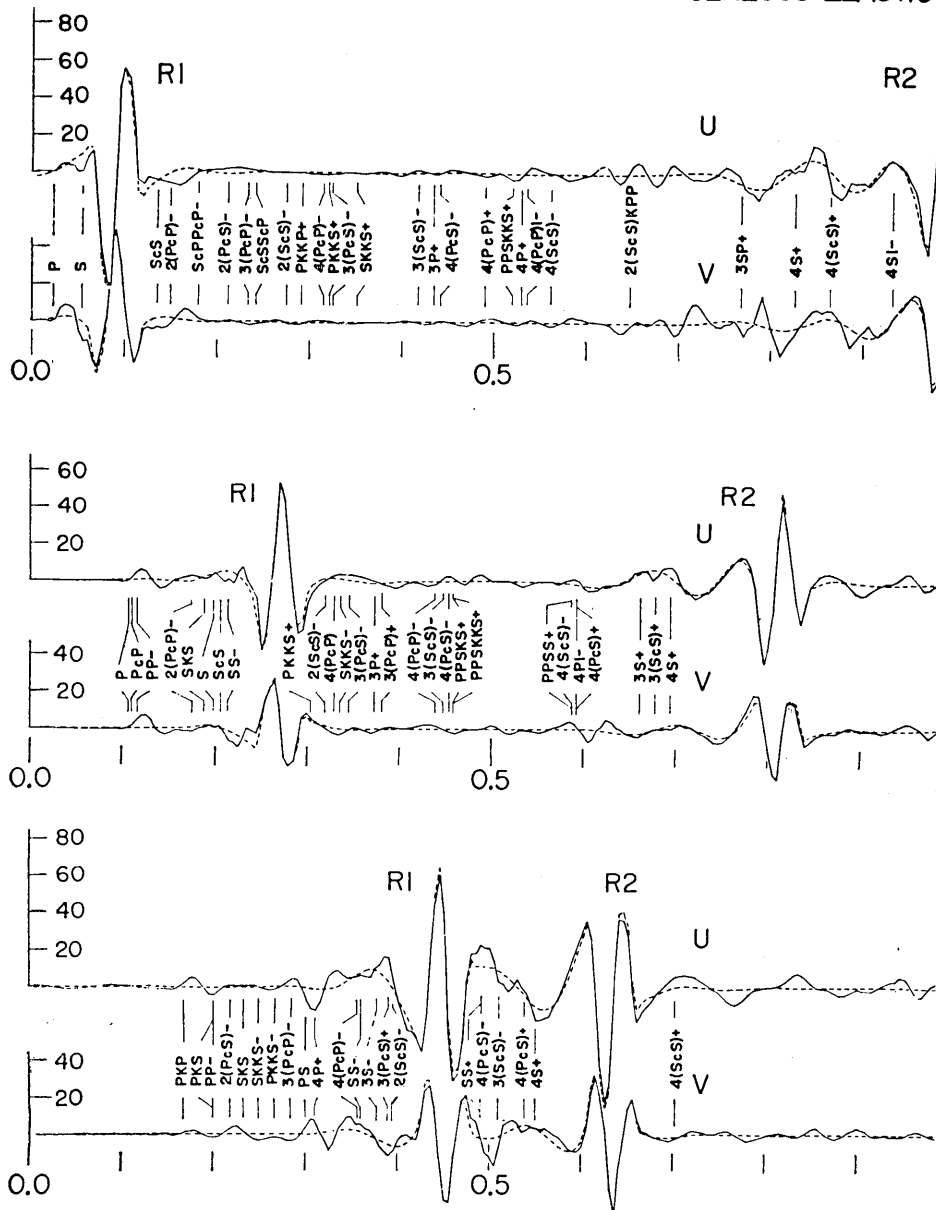 80
60
R1 R2
40
20 U
P
S
ScS
2(PcP)-
ScPPcP-
2(PcS)-
3(PcP)-
ScSScP
2(ScS)-
PKKP+
4(PcP)-
PKKS+
3(PcS)-
SKKS+
3(ScS)-
3P+
4(PcS)-
4(PcP)+
PPSKKS+
4P+
4(PcP)I-
4(PcS)+
2(ScS)KPP
3SP+
4S+
4(ScS)+
4SI-
V
0.0 0.5
60
R1 R2
40
20 U
P
PcP
PP-
2(PcP)-
SKS
S
ScS
SS-
PKKS+
2(ScS)-
4(PcP)
SKKS-
3(PcS)-
3P+
3(PcP)+
4(PcP)-
3(ScS)-
4(PcS)-
PPSKS+
PPSKKS+
PPSS+
4(ScS)-
4PI-
4(PcS)+
3S+
3(ScS)+
4S+
40
20
V
0.0 0.5
80
60 R1 R2
40
20 U
PKP
PKS
PP-
2(PcS)-
SKS
SKKS-
PKKS-
3(PcP)-
PS
4P+
4(PcP)-
SS-
3S-
3(PcS)+
2(ScS)-
SS+
4(PcS)-
3(ScS)-
4(PcS)+
4S+
4(ScS)+
40
20
V
0.0 0.5